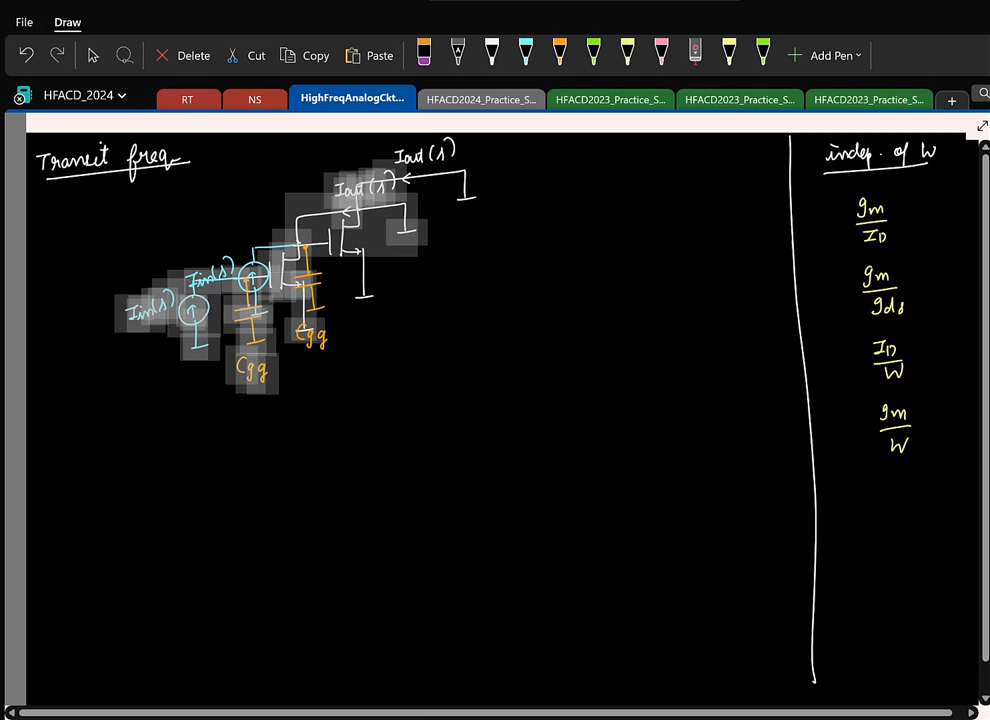 File Draw
Delete Cut Copy Paste Add Pen
HFACD_2024 RT NS HighFreqAnalogCkt... HFACD2024_Practice_S... HFACD2023_Practice_S... HFACD2023_Practice_S... HFACD2023_Practice_S...
Transit freq.
Iout(s)
Iout(s)
Iin(s)
Iin(s)
Cgg
Cgg
indep. of W
gm
ID
gm
gds
ID
W
gm
W